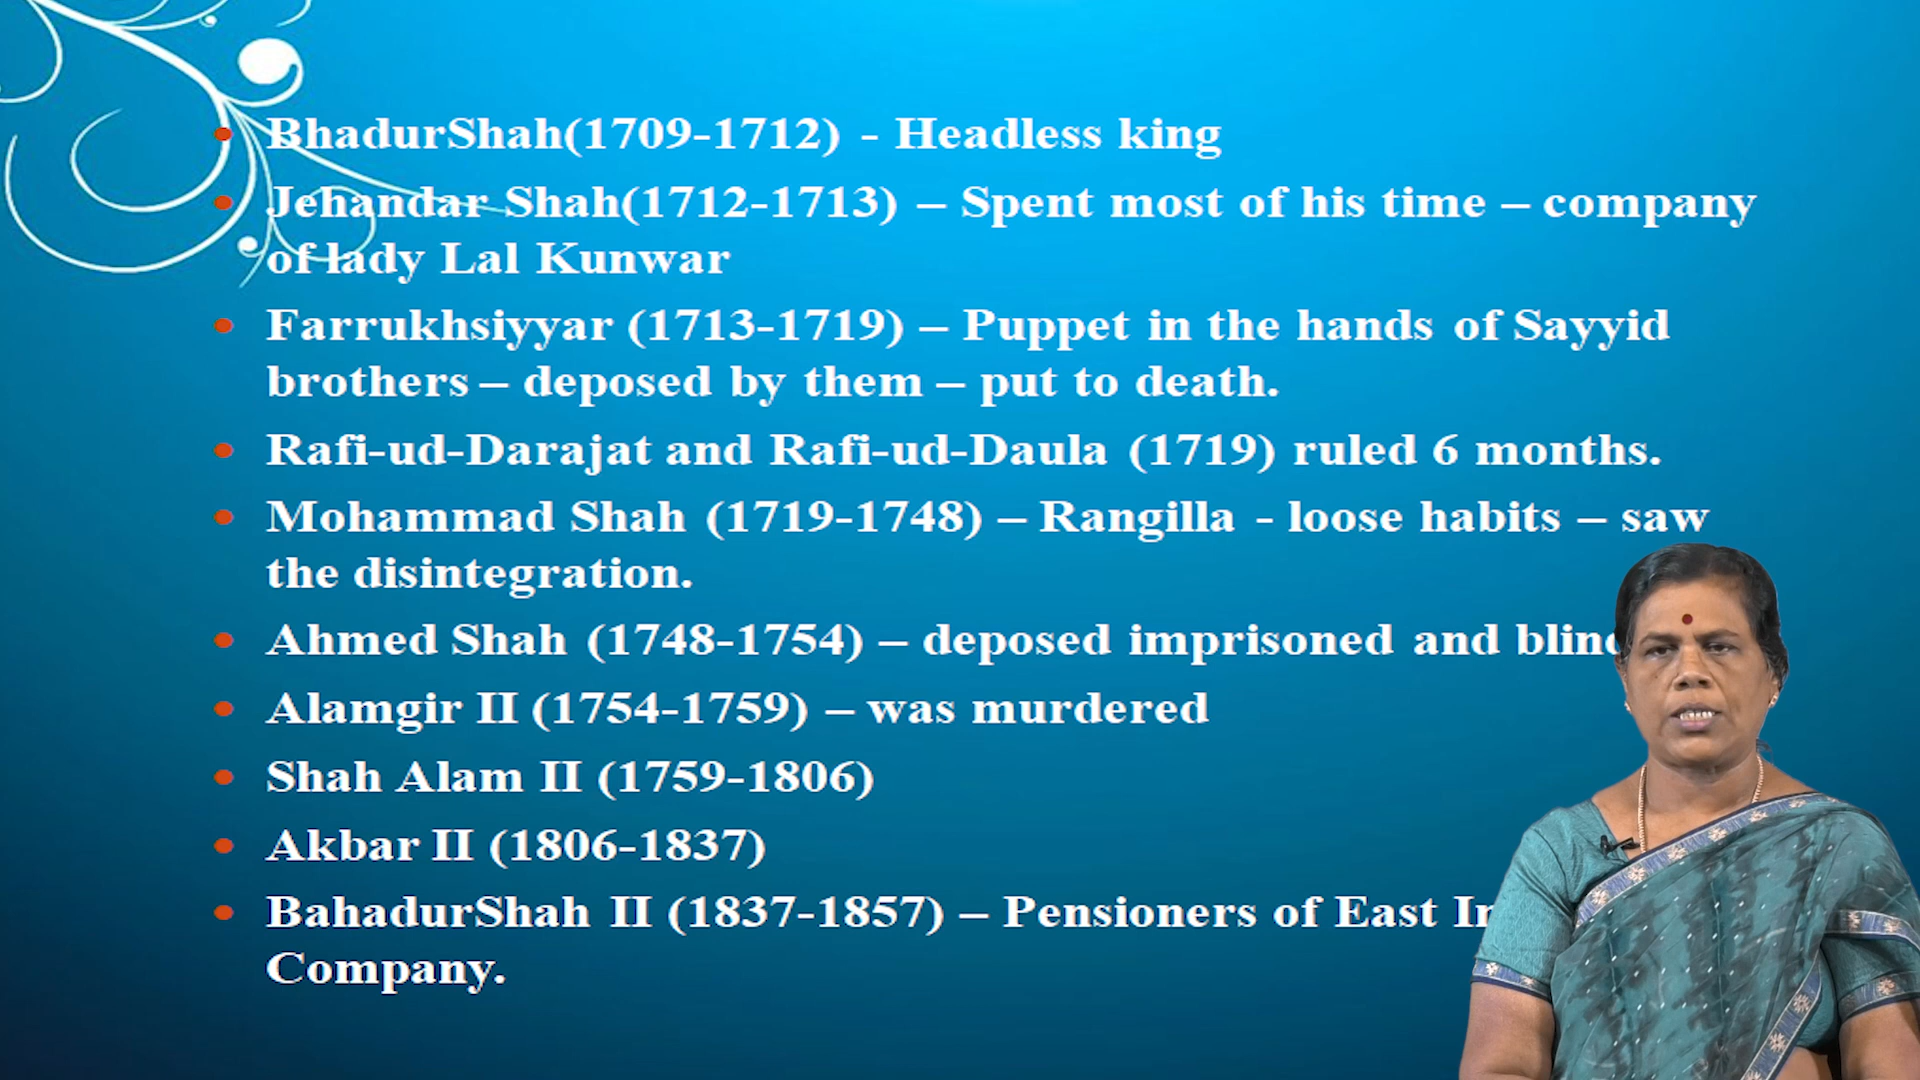 BhadurShah(1709-1712) - Headless king
Jehandar Shah(1712-1713) – Spent most of his time – company
of lady Lal Kunwar
Farrukhsiyyar (1713-1719) – Puppet in the hands of Sayyid
brothers – deposed by them – put to death.
Rafi-ud-Darajat and Rafi-ud-Daula (1719) ruled 6 months.
Mohammad Shah (1719-1748) – Rangilla - loose habits – saw
the disintegration.
Ahmed Shah (1748-1754) – deposed imprisoned and
Alamgir II (1754-1759) – was murdered
Shah Alam II (1759-1806)
Akbar II (1806-1837)
BahadurShah II (1837-1857) – Pensioners of East
Company.